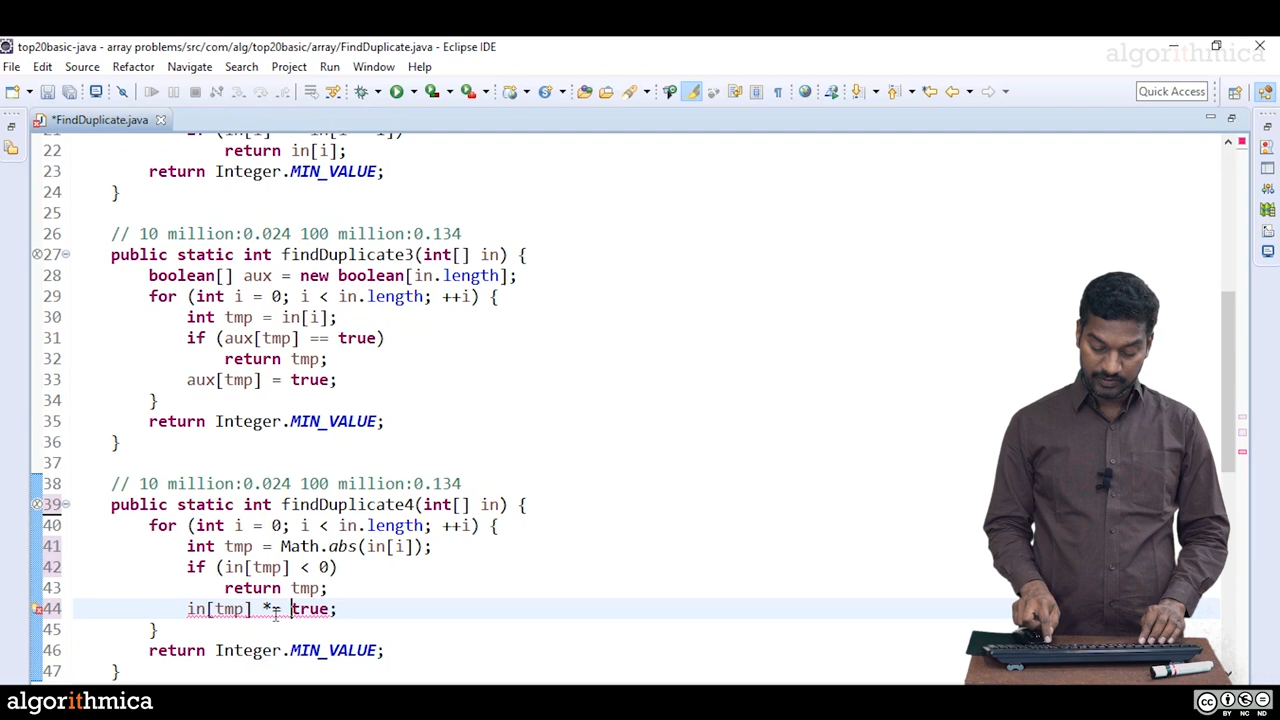 top20basic-java - array problems/src/com/alg/top20basic/array/FindDuplicate.java - Eclipse IDE
algorithmica
File Edit Source Refactor Navigate Search Project Run Window Help
Quick Access
*FindDuplicate.java
22 return in[i];
23 return Integer.MIN_VALUE;
24 }
25
26 // 10 million:0.024 100 million:0.134
27 public static int findDuplicate3(int[] in) {
28 boolean[] aux = new boolean[in.length];
29 for (int i = 0; i < in.length; ++i) {
30 int tmp = in[i];
31 if (aux[tmp] == true)
32 return tmp;
33 aux[tmp] = true;
34 }
35 return Integer.MIN_VALUE;
36 }
37
38 // 10 million:0.024 100 million:0.134
39 public static int findDuplicate4(int[] in) {
40 for (int i = 0; i < in.length; ++i) {
41 int tmp = Math.abs(in[i]);
42 if (in[tmp] < 0)
43 return tmp;
44 in[tmp] *= true;
45 }
46 return Integer.MIN_VALUE;
47 }
algorithmica
cc BY NC ND